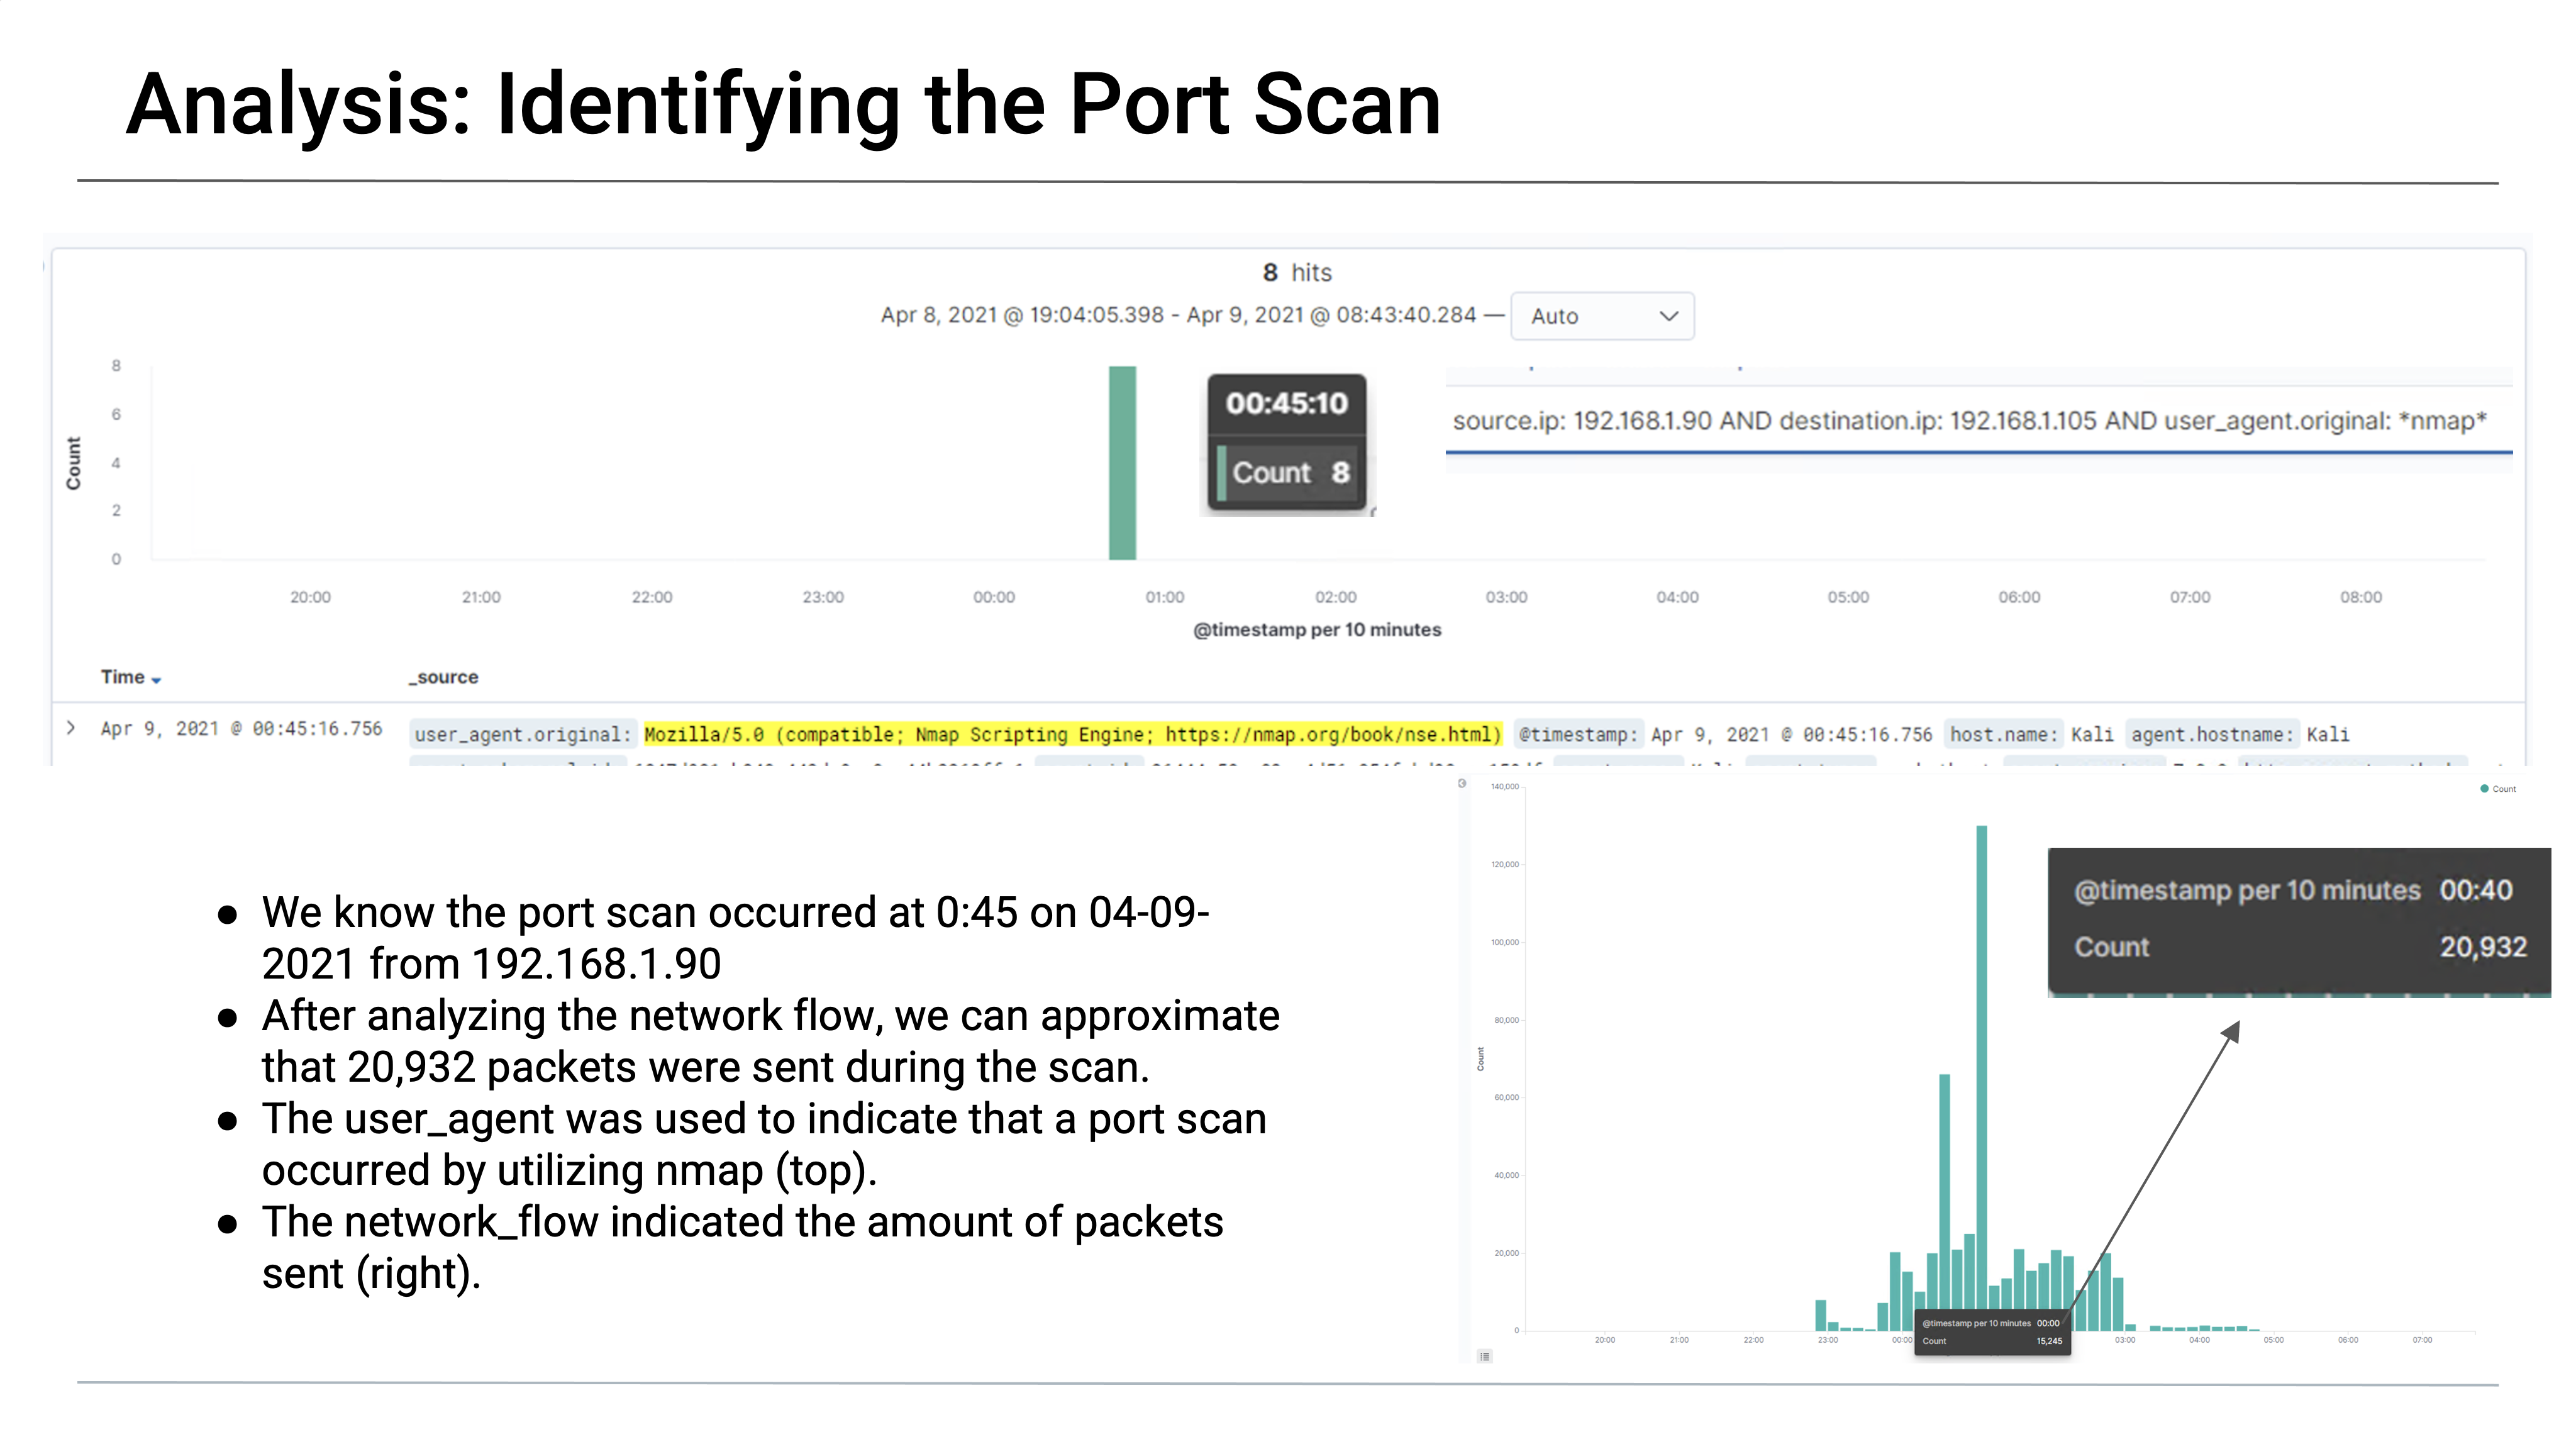 Analysis: Identifying the Port Scan
8 hits
Apr 8, 2021 @ 19:04:05.398 - Apr 9, 2021 @ 08:43:40.284 — Auto
8
6
4
2
0
Count
00:45:10
Count 8
source.ip: 192.168.1.90 AND destination.ip: 192.168.1.105 AND user_agent.original: *nmap*
20:00 21:00 22:00 23:00 00:00 01:00 02:00 03:00 04:00 05:00 06:00 07:00 08:00
@timestamp per 10 minutes
Time _source
Apr 9, 2021 @ 00:45:16.756 user_agent.original: Mozilla/5.0 (compatible; Nmap Scripting Engine; https://nmap.org/book/nse.html) @timestamp: Apr 9, 2021 @ 00:45:16.756 host.name: Kali agent.hostname: Kali
● We know the port scan occurred at 0:45 on 04-09-
2021 from 192.168.1.90
● After analyzing the network flow, we can approximate
that 20,932 packets were sent during the scan.
● The user_agent was used to indicate that a port scan
occurred by utilizing nmap (top).
● The network_flow indicated the amount of packets
sent (right).
140,000
120,000
100,000
80,000
60,000
40,000
20,000
0
Count
Count
@timestamp per 10 minutes 00:40
Count 20,932
@timestamp per 10 minutes 00:00
Count 15,245
20:00 21:00 22:00 23:00 00:00 03:00 04:00 05:00 06:00 07:00